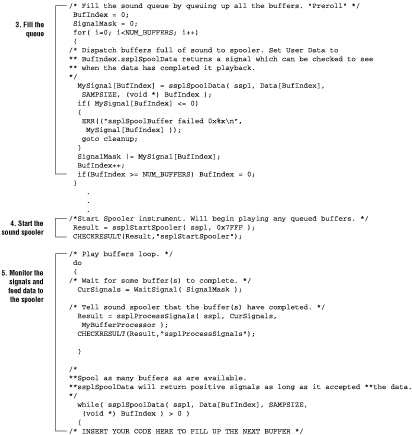 /* Fill the sound queue by queuing up all the buffers. "Preroll" */
BufIndex = 0;
SignalMask = 0;
3. Fill the
queue
for( i=0; i<NUM_BUFFERS; i++)
{
/* Dispatch buffers full of sound to spooler. Set User Data to
** BufIndex.ssplSpoolData returns a signal which can be checked to see
** when the data has completed it playback.
*/
MySignal[BufIndex] = ssplSpoolData( sspl, Data[BufIndex],
SAMPSIZE, (void *) BufIndex );
if( MySignal[BufIndex] <= 0)
{
ERR(("ssplSpoolBuffer failed 0x%x\n",
MySignal[BufIndex] ));
goto cleanup;
}
SignalMask |= MySignal[BufIndex];
BufIndex++;
if(BufIndex >= NUM_BUFFERS) BufIndex = 0;
}
.
.
.
4. Start the
sound spooler
/*Start Spooler instrument. Will begin playing any queued buffers. */
Result = ssplStartSpooler( sspl, 0x7FFF );
CHECKRESULT(Result,"ssplStartSpooler");
5. Monitor the
signals and
feed data to
the spooler
/* Play buffers loop. */
do
{
/* Wait for some buffer(s) to complete. */
CurSignals = WaitSignal( SignalMask );
/* Tell sound spooler that the buffer(s) have completed. */
Result = ssplProcessSignals( sspl, CurSignals,
MyBufferProcessor );
CHECKRESULT(Result,"ssplProcessSignals");
}
/*
**Spool as many buffers as are available.
**ssplSpoolData will return positive signals as long as it accepted **the data.
*/
while( ssplSpoolData( sspl, Data[BufIndex], SAMPSIZE,
(void *) BufIndex ) > 0 )
{
/* INSERT YOUR CODE HERE TO FILL UP THE NEXT BUFFER */